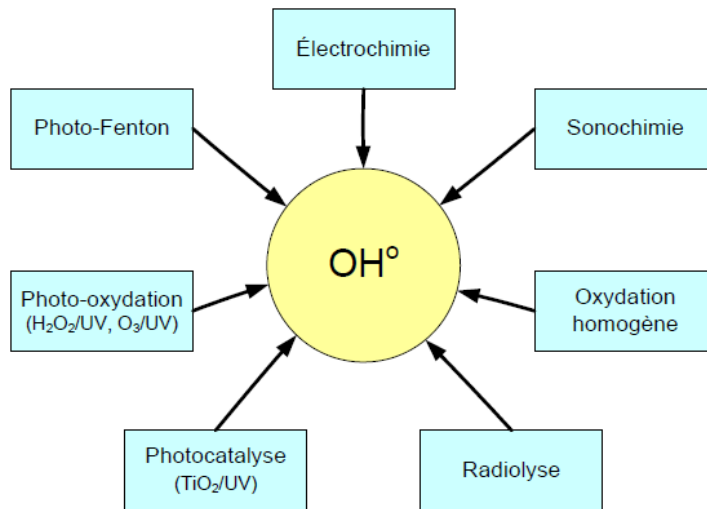 Électrochimie
Photo-Fenton
Sonochimie
OH°
Photo-oxydation
(H₂O₂/UV, O₃/UV)
Oxydation
homogène
Photocatalyse
(TiO₂/UV)
Radiolyse